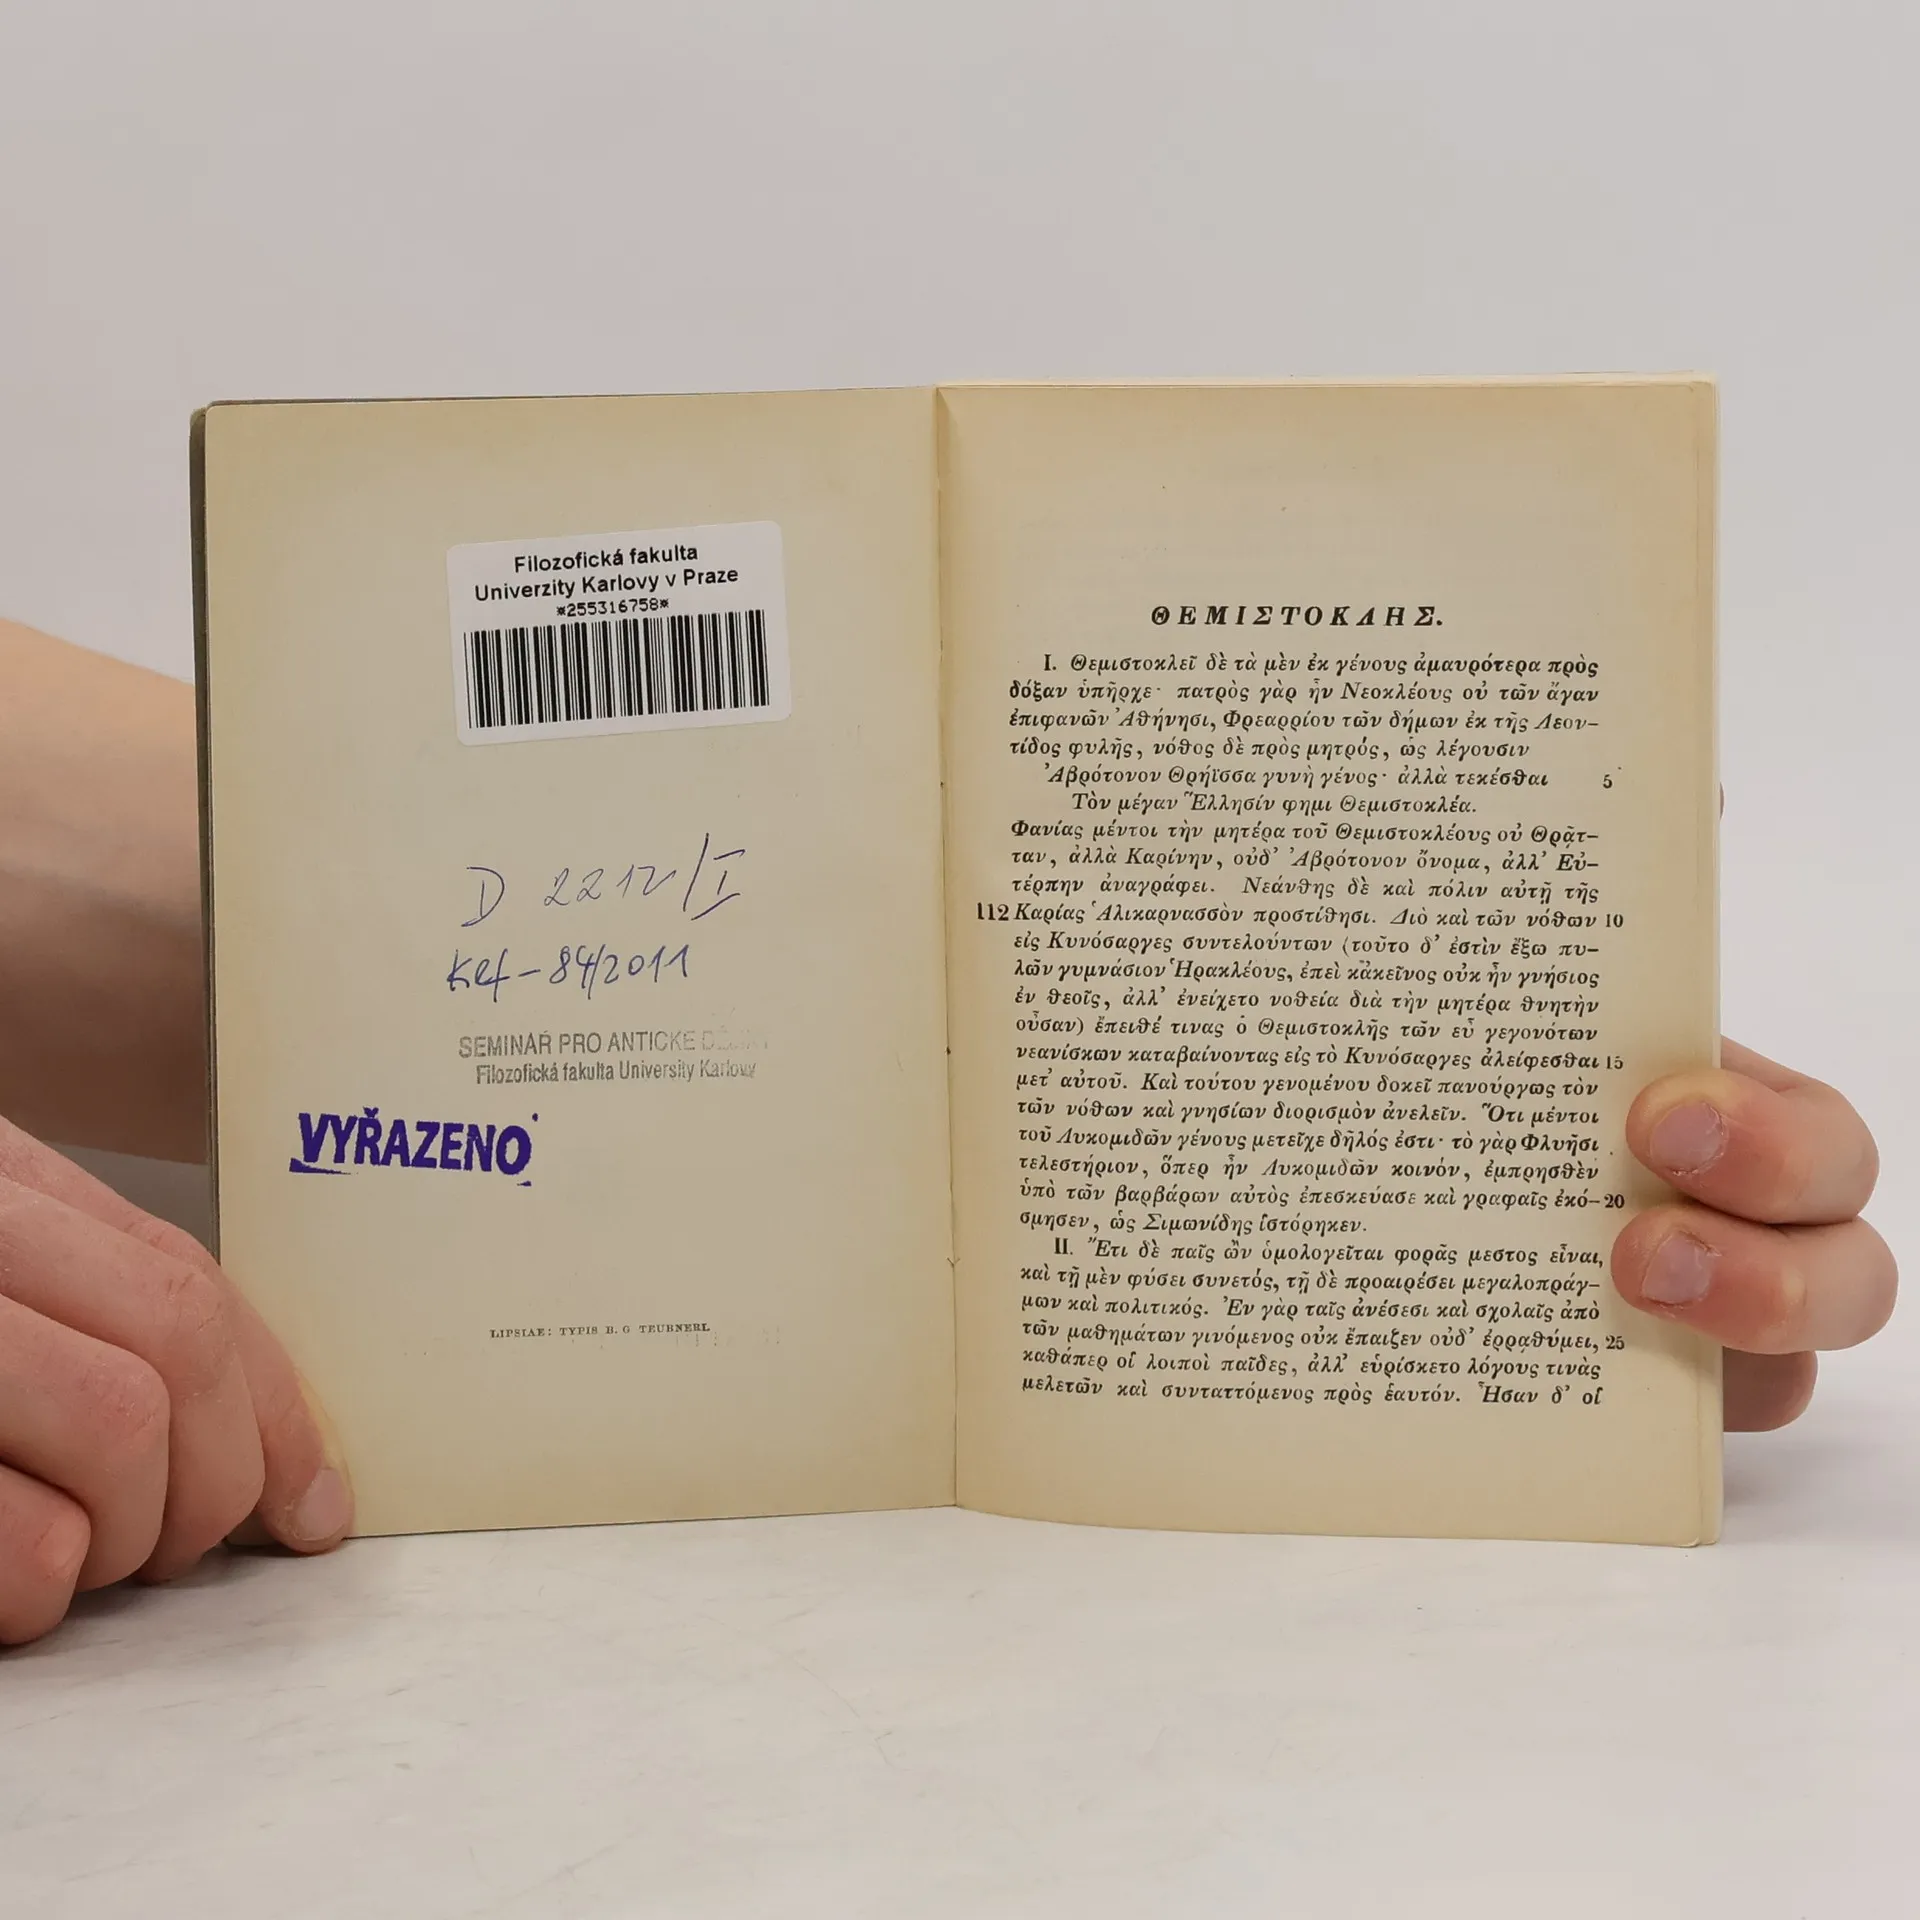 Filozofická fakulta
Univerzity Karlovy v Praze
*255316758*
D 2212/I
Kef-84/2011
SEMINÁŘ PRO ANTICKÉ
Filozofická fakulta University Karlovy
VYŘAZENO
LIPSIAE: TYPIS B. G TEUBNERI.
ΘΕΜΙΣΤΟΚΛΗΣ.
I. Θεμιστοκλεῖ δὲ τὰ μὲν ἐκ γένους ἀμαυρότερα πρὸς
δόξαν ὑπῆρχε· πατρὸς γὰρ ἦν Νεοκλέους οὐ τῶν ἄγαν
ἐπιφανῶν Ἀθήνησι, Φρεαρρίου τῶν δήμων ἐκ τῆς Λεον-
τίδος φυλῆς, νόθος δὲ πρὸς μητρός, ὡς λέγουσιν
Ἀβρότονον Θρήϊσσα γυνὴ γένος· ἀλλὰ τεκέσθαι 5
Τὸν μέγαν Ἕλλησίν φημι Θεμιστοκλέα.
Φανίας μέντοι τὴν μητέρα τοῦ Θεμιστοκλέους οὐ Θρᾷτ-
ταν, ἀλλὰ Καρίνην, οὐδ' Ἀβρότονον ὄνομα, ἀλλ' Εὐ-
τέρπην ἀναγράφει. Νεάνθης δὲ καὶ πόλιν αὐτῇ τῆς
112 Καρίας Ἁλικαρνασσὸν προστίθησι. Διὸ καὶ τῶν νόθων 10
εἰς Κυνόσαργες συντελούντων (τοῦτο δ' ἐστὶν ἔξω πυ-
λῶν γυμνάσιον Ἡρακλέους, ἐπεὶ κἀκεῖνος οὐκ ἦν γνήσιος
ἐν θεοῖς, ἀλλ' ἐνείχετο νοθείᾳ διὰ τὴν μητέρα θνητὴν
οὖσαν) ἔπειθέ τινας ὁ Θεμιστοκλῆς τῶν εὖ γεγονότων
νεανίσκων καταβαίνοντας εἰς τὸ Κυνόσαργες ἀλείφεσθαι 15
μετ' αὐτοῦ. Καὶ τούτου γενομένου δοκεῖ πανούργως τὸν
τῶν νόθων καὶ γνησίων διορισμὸν ἀνελεῖν. Ὅτι μέντοι
τοῦ Λυκομιδῶν γένους μετεῖχε δῆλός ἐστι· τὸ γὰρ Φλυῆσι
τελεστήριον, ὅπερ ἦν Λυκομιδῶν κοινόν, ἐμπρησθὲν
ὑπὸ τῶν βαρβάρων αὐτὸς ἐπεσκεύασε καὶ γραφαῖς ἐκό- 20
σμησεν, ὡς Σιμωνίδης ἱστόρηκεν.
II. Ἔτι δὲ παῖς ὢν ὁμολογεῖται φορᾶς μεστὸς εἶναι,
καὶ τῇ μὲν φύσει συνετός, τῇ δὲ προαιρέσει μεγαλοπράγ-
μων καὶ πολιτικός. Ἐν γὰρ ταῖς ἀνέσεσι καὶ σχολαῖς ἀπὸ
τῶν μαθημάτων γινόμενος οὐκ ἔπαιζεν οὐδ' ἐρρᾳθύμει, 25
καθάπερ οἱ λοιποὶ παῖδες, ἀλλ' εὑρίσκετο λόγους τινὰς
μελετῶν καὶ συνταττόμενος πρὸς ἑαυτόν. Ἦσαν δ' οἱ